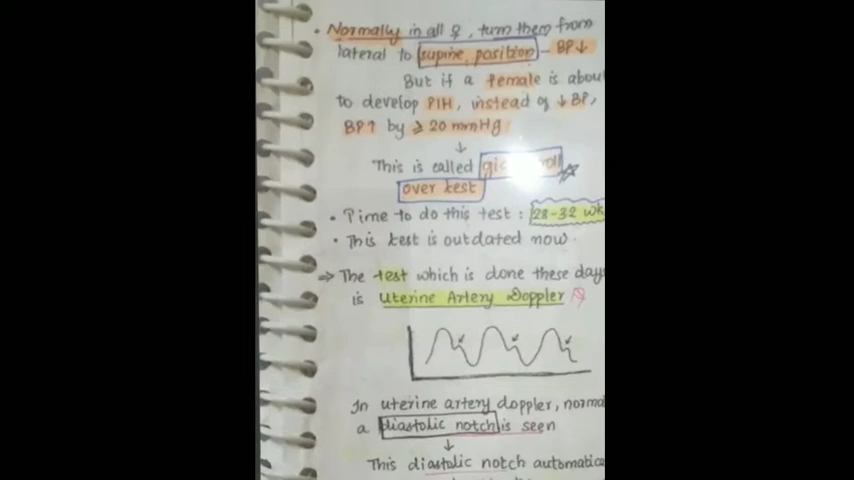 • Normally in all ♀, turn them from
lateral to supine position – BP↓
But if a female is abou
to develop PIH, instead of ↓ BP,
BP↑ by ≥ 20 mmHg
↓
This is called
over test
• Time to do this test : 28-32 wk
• This test is outdated now.
⇒ The test which is done these days
is Uterine Artery Doppler
In uterine artery doppler, norma
a diastolic notch is seen
↓
This diastolic notch automatica